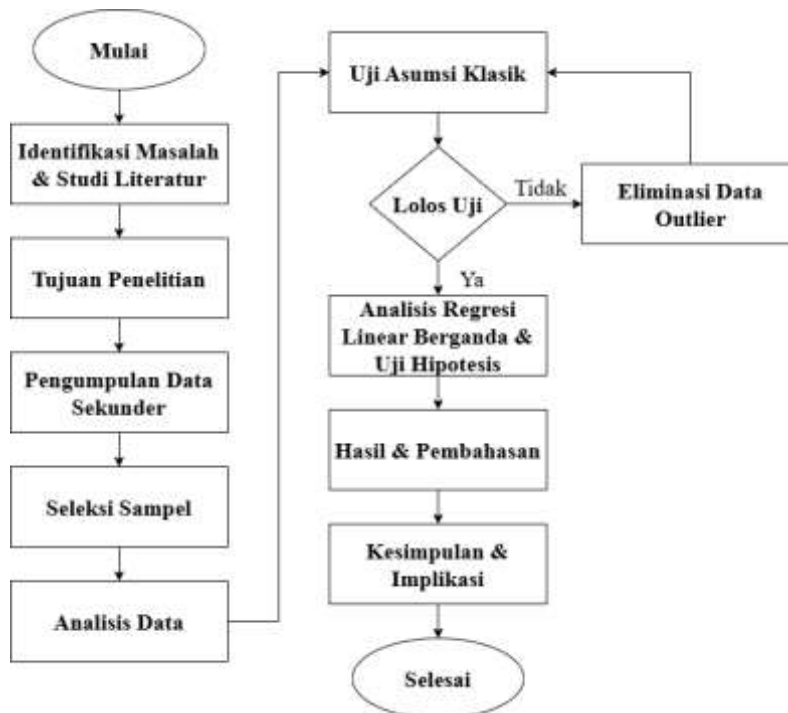 Mulai
Identifikasi Masalah
& Studi Literatur
Tujuan Penelitian
Pengumpulan Data
Sekunder
Seleksi Sampel
Analisis Data
Uji Asumsi Klasik
Lolos Uji
Tidak
Eliminasi Data
Outlier
Ya
Analisis Regresi
Linear Berganda &
Uji Hipotesis
Hasil & Pembahasan
Kesimpulan &
Implikasi
Selesai